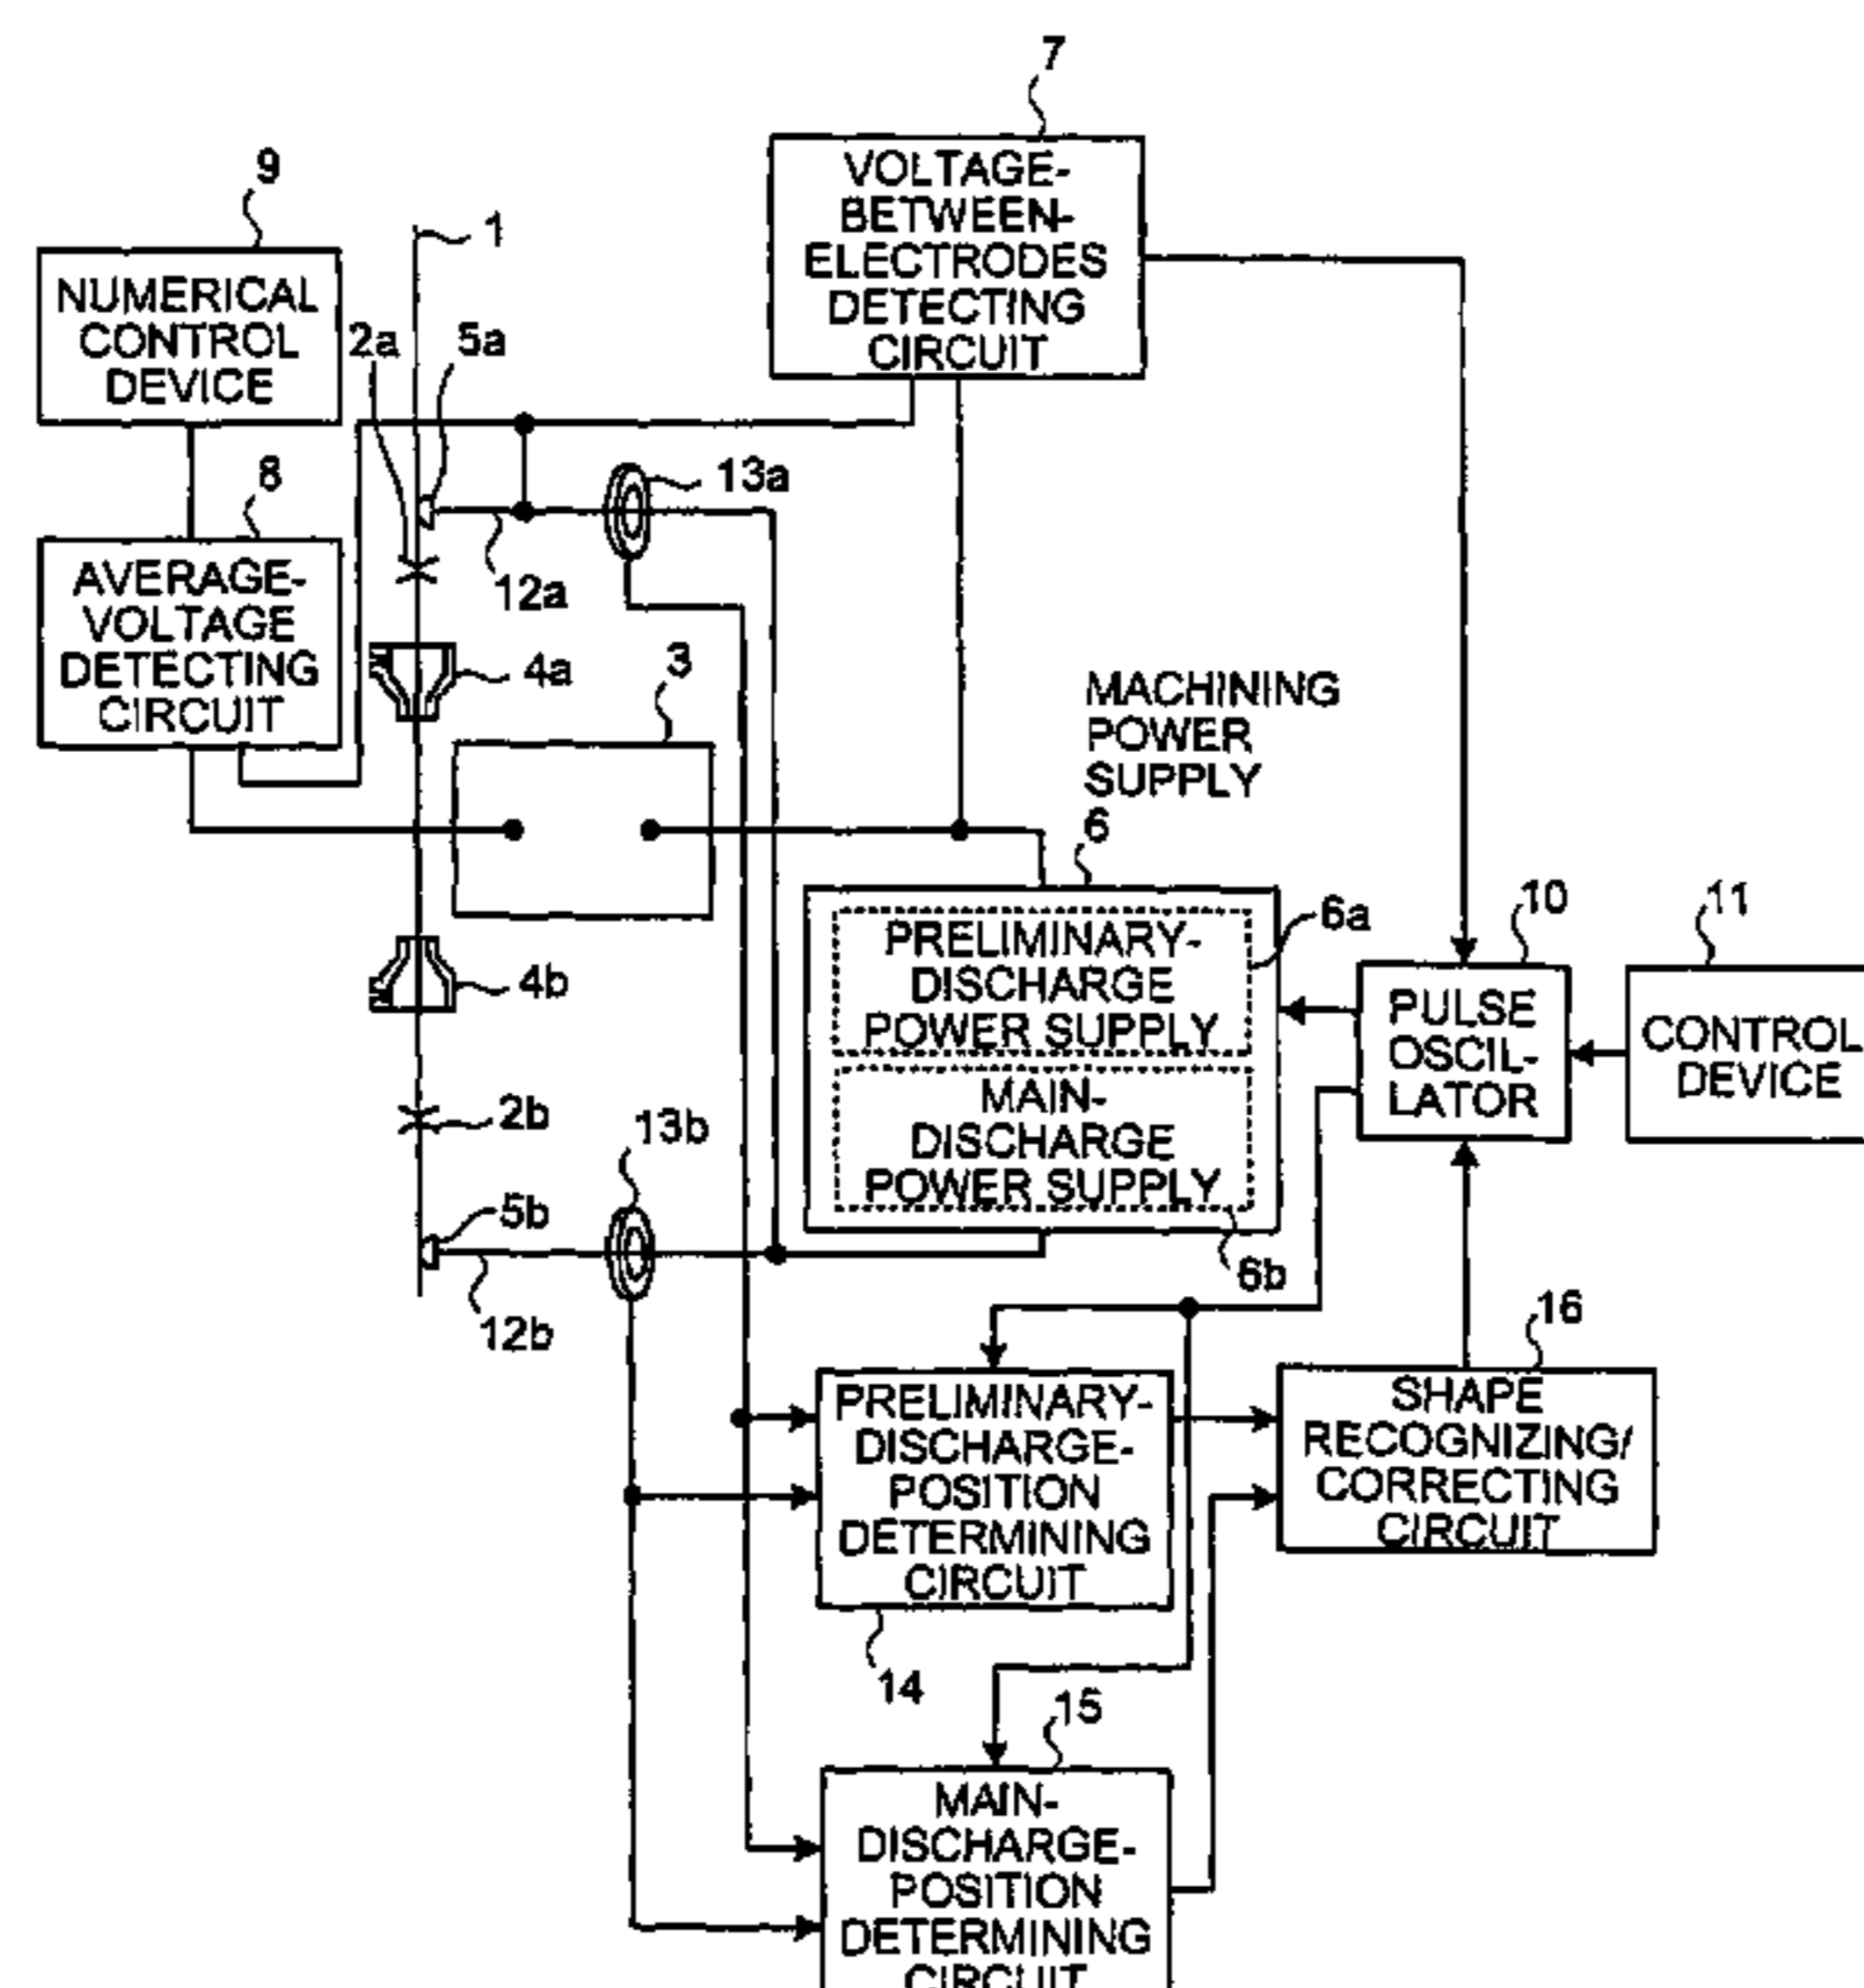 7
VOLTAGE-
BETWEEN-
ELECTRODES
DETECTING
CIRCUIT
9
NUMERICAL
CONTROL
DEVICE
1
2a
5a
8
AVERAGE-
VOLTAGE
DETECTING
CIRCUIT
13a
12a
4a
3
MACHINING
POWER
SUPPLY
6
6a
PRELIMINARY-
DISCHARGE
POWER SUPPLY
MAIN-
DISCHARGE
POWER SUPPLY
6b
10
PULSE
OSCIL-
LATOR
11
CONTROL
DEVICE
4b
2b
13b
5b
12b
PRELIMINARY-
DISCHARGE-
POSITION
DETERMINING
CIRCUIT
14
16
SHAPE
RECOGNIZING/
CORRECTING
CIRCUIT
15
MAIN-
DISCHARGE-
POSITION
DETERMINING
CIRCUIT